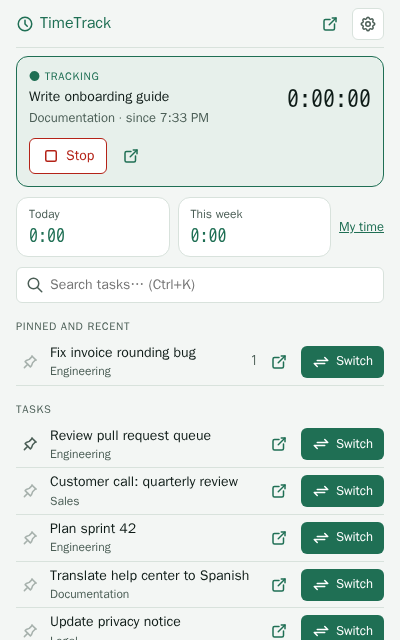 TimeTrack
TRACKING
Write onboarding guide
0:00:00
Documentation · since 7:33 PM
Stop
Today
0:00
This week
0:00
My time
Search tasks··· (Ctrl+K)
PINNED AND RECENT
Fix invoice rounding bug
Engineering
1
Switch
TASKS
Review pull request queue
Engineering
Switch
Customer call: quarterly review
Sales
Switch
Plan sprint 42
Engineering
Switch
Translate help center to Spanish
Documentation
Switch
Update privacy notice
Legal
Switch